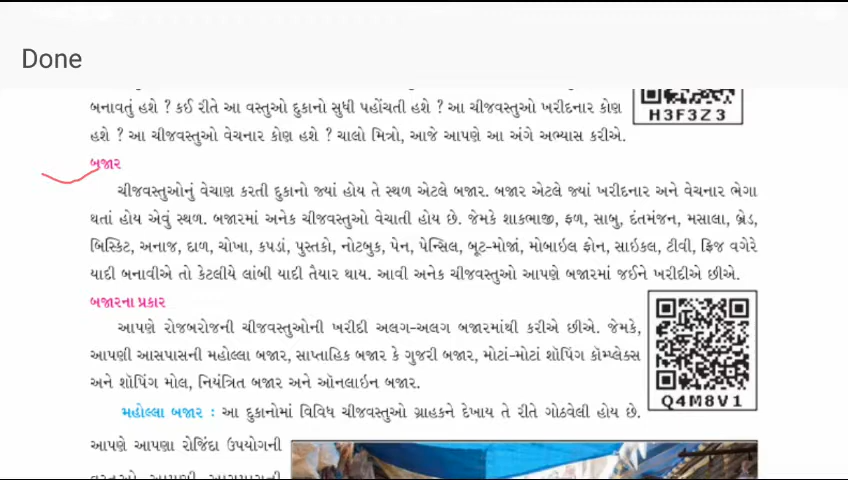 Done
બનાવતું હશે ? કઈ રીતે આ વસ્તુઓ દુકાનો સુધી પહોંચતી હશે ? આ ચીજવસ્તુઓ ખરીદનાર કોણ
H3F3Z3
હશે ? આ ચીજવસ્તુઓ વેચનાર કોણ હશે ? ચાલો મિત્રો, આજે આપણે આ અંગે અભ્યાસ કરીએ.
બજાર
ચીજવસ્તુઓનું વેચાણ કરતી દુકાનો જ્યાં હોય તે સ્થળ એટલે બજાર. બજાર એટલે જ્યાં ખરીદનાર અને વેચનાર ભેગા
થતાં હોય એવું સ્થળ. બજારમાં અનેક ચીજવસ્તુઓ વેચાતી હોય છે. જેમકે શાકભાજી, ફળ, સાબુ, દંતમંજન, મસાલા, બ્રેડ,
બિસ્કિટ, અનાજ, દાળ, ચોખા, કપડાં, પુસ્તકો, નોટબુક, પેન, પેન્સિલ, બૂટ-મોજાં, મોબાઇલ ફોન, સાઇકલ, ટીવી, ફ્રિજ વગેરે
યાદી બનાવીએ તો કેટલીયે લાંબી યાદી તૈયાર થાય. આવી અનેક ચીજવસ્તુઓ આપણે બજારમાં જઈને ખરીદીએ છીએ.
બજારના પ્રકાર
આપણે રોજબરોજની ચીજવસ્તુઓની ખરીદી અલગ-અલગ બજારમાંથી કરીએ છીએ. જેમકે,
આપણી આસપાસની મહોલ્લા બજાર, સાપ્તાહિક બજાર કે ગુજરી બજાર, મોટાં-મોટાં શૉપિંગ કૉમ્પ્લેક્સ
અને શૉપિંગ મોલ, નિયંત્રિત બજાર અને ઑનલાઇન બજાર.
Q4M8V1
મહોલ્લા બજાર : આ દુકાનોમાં વિવિધ ચીજવસ્તુઓ ગ્રાહકને દેખાય તે રીતે ગોઠવેલી હોય છે.
આપણે આપણા રોજિંદા ઉપયોગની